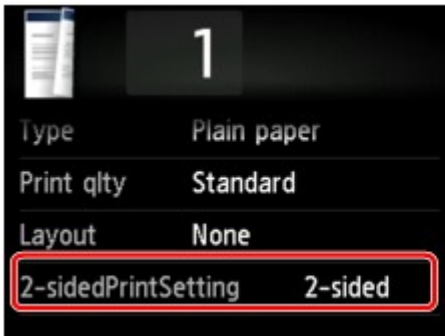 1
Type Plain paper
Print qlty Standard
Layout None
2-sidedPrintSetting 2-sided